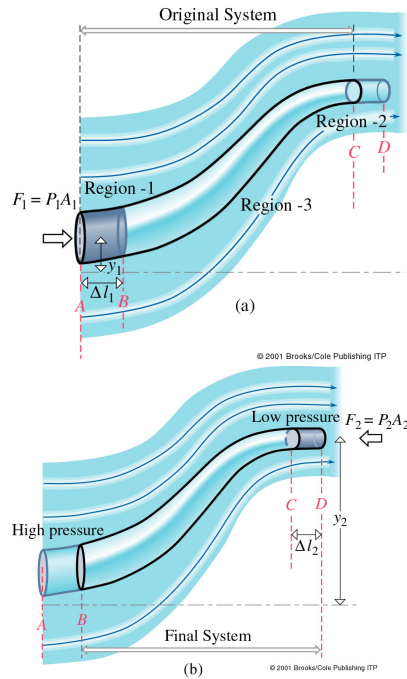 Original System
Region -2
C
D
Region -1
F₁ = P₁A₁
Region -3
y₁
Δl₁
A
B
(a)
© 2001 Brooks/Cole Publishing ITP
Low pressure
F₂ = P₂A₂
C
D
y₂
High pressure
Δl₂
A
B
Final System
(b)
© 2001 Brooks/Cole Publishing ITP